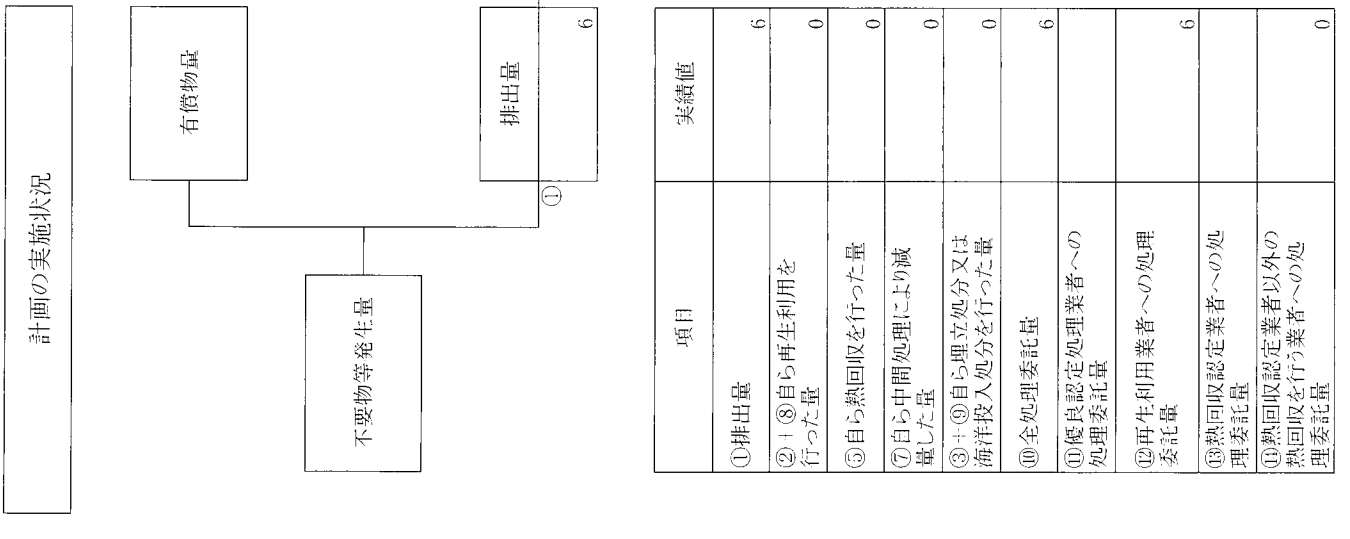 計画の実施状況
有償物量
不要物等発生量
①
排出量
6
項目 実績値
①排出量 6
②+⑧自ら再生利用を
行った量 0
⑤自ら熱回収を行った量 0
⑦自ら中間処理により減
量した量 0
③+⑨自ら埋立処分又は
海洋投入処分を行った量 0
⑩全処理委託量 6
⑪優良認定処理業者への
処理委託量
⑫再生利用業者への処理
委託量 6
⑬熱回収認定業者への処
理委託量
⑭熱回収認定業者以外の
熱回収を行う業者への処
理委託量 0